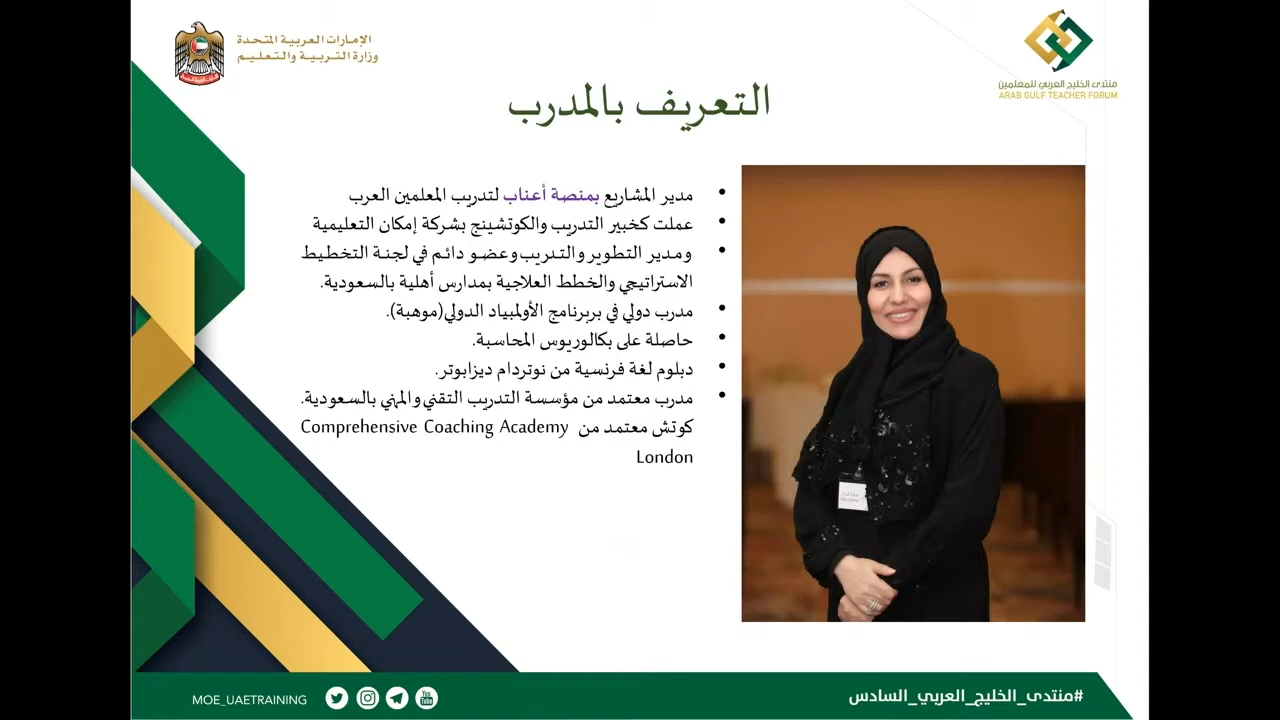 الإمارات العربية المتحدة
وزارة التربية والتعليم
منتدى الخليج العربي للمعلمين
ARAB GULF TEACHER FORUM
التعريف بالمدرب
• مدير المشاريع بمنصة أعناب لتدريب المعلمين العرب
• عملت كخبير التدريب والكوتشينج بشركة إمكان التعليمية
• ومدير التطوير والتدريب وعضو دائم في لجنة التخطيط
الاستراتيجي والخطط العلاجية بمدارس أهلية بالسعودية.
• مدرب دولي في بربرنامج الأولمبياد الدولي(موهبة).
• حاصلة على بكالوريوس المحاسبة.
• دبلوم لغة فرنسية من نوتردام ديزابوتر.
• مدرب معتمد من مؤسسة التدريب التقني والمهني بالسعودية.
كوتش معتمد من Comprehensive Coaching Academy
London
MOE_UAETRAINING
You Tube
#منتدى_الخليج_العربي_السادس